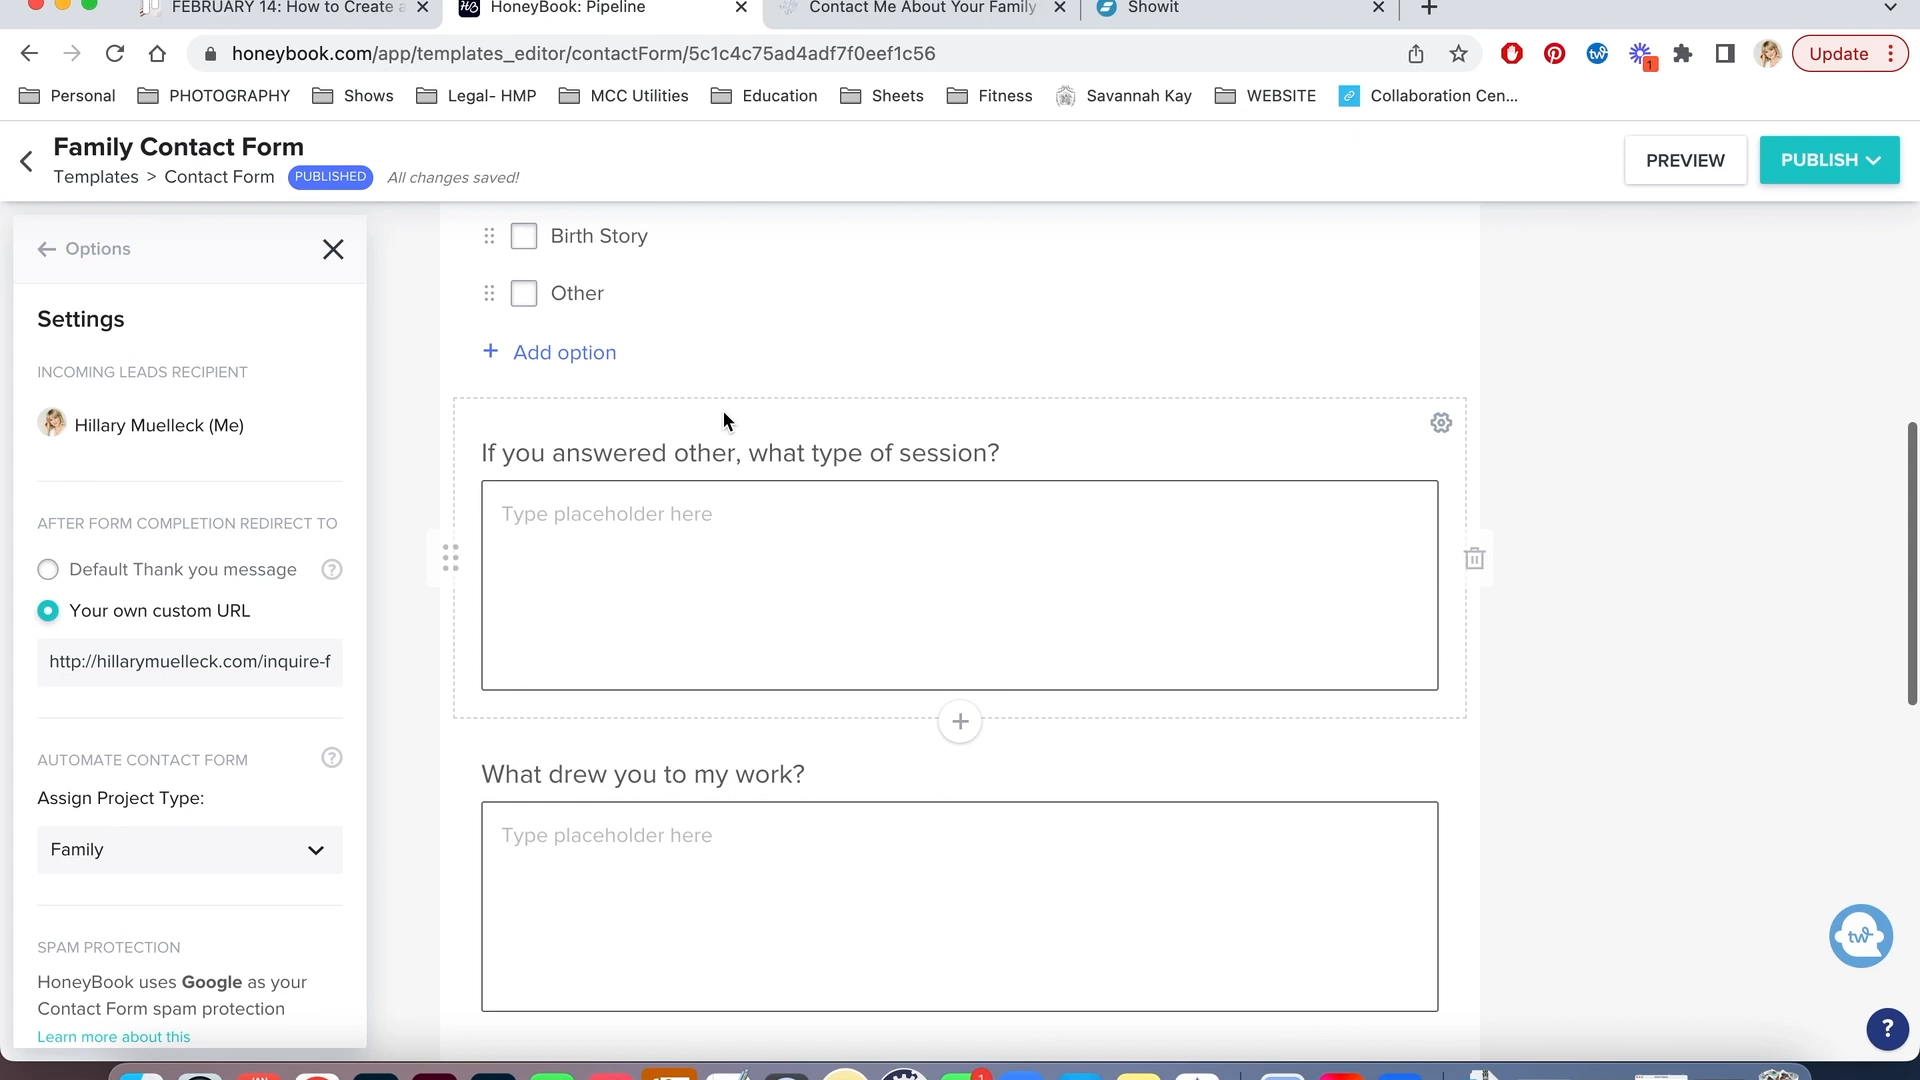 FEBRUARY 14: How to Create a
HoneyBook: Pipeline
Contact Me About Your Family
Showit
honeybook.com/app/templates_editor/contactForm/5c1c4c75ad4adf7f0eef1c56
1
Update
Personal
PHOTOGRAPHY
Shows
Legal- HMP
MCC Utilities
Education
Sheets
Fitness
Savannah Kay
WEBSITE
Collaboration Cen...
Family Contact Form
Templates > Contact Form PUBLISHED All changes saved!
PREVIEW
PUBLISH
Options
Settings
INCOMING LEADS RECIPIENT
Hillary Muelleck (Me)
AFTER FORM COMPLETION REDIRECT TO
Default Thank you message ?
Your own custom URL
http://hillarymuelleck.com/inquire-f
AUTOMATE CONTACT FORM ?
Assign Project Type:
Family
SPAM PROTECTION
HoneyBook uses Google as your
Contact Form spam protection
Learn more about this
Birth Story
Other
+ Add option
If you answered other, what type of session?
Type placeholder here
What drew you to my work?
Type placeholder here
tw
?
1